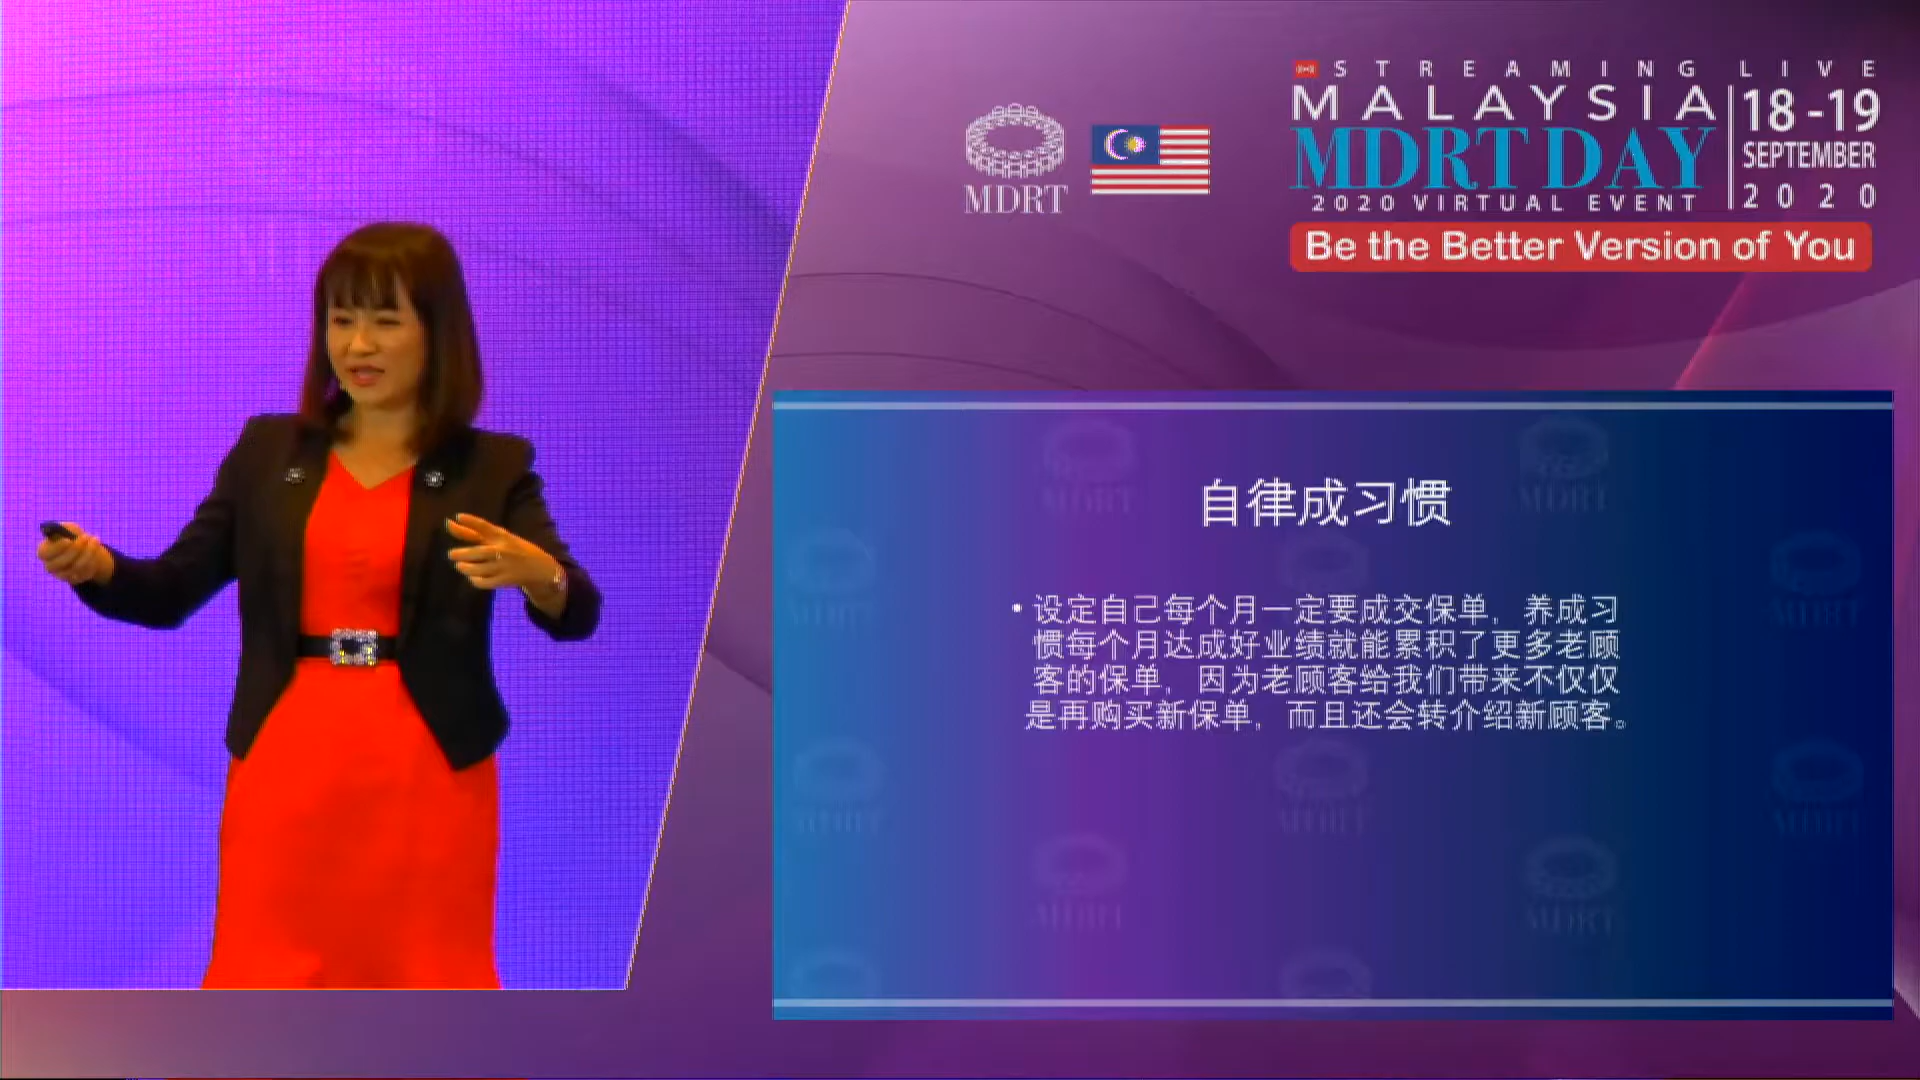 STREAMING LIVE
MALAYSIA
MDRT DAY
2020 VIRTUAL EVENT
18-19
SEPTEMBER
2020
MDRT
Be the Better Version of You
自律成习惯
• 设定自己每个月一定要成交保单，养成习
惯每个月达成好业绩就能累积了更多老顾
客的保单，因为老顾客给我们带来不仅仅
是再购买新保单，而且还会转介绍新顾客。